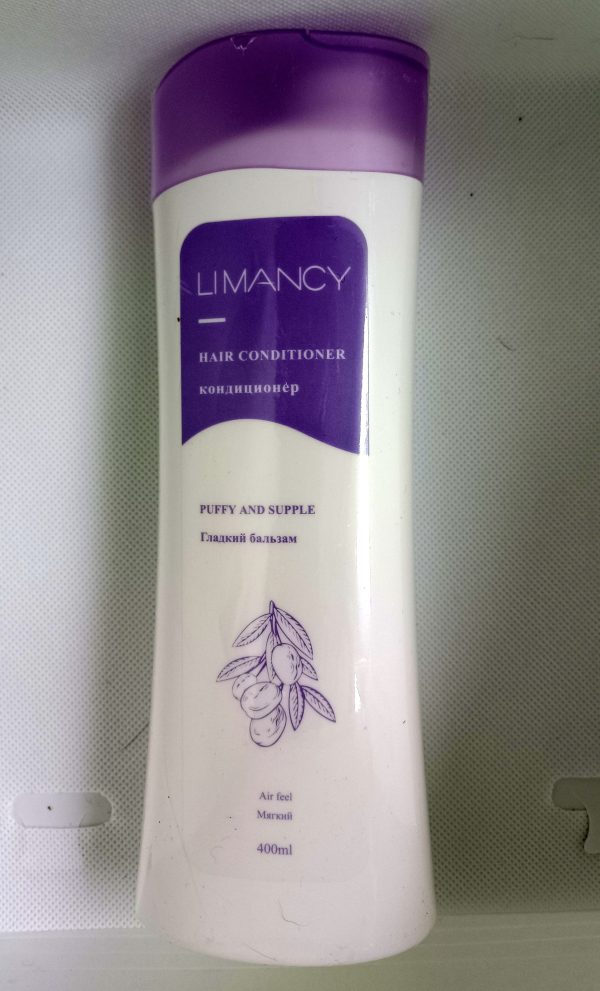 LIMANCY
HAIR CONDITIONER
кондиционер
PUFFY AND SUPPLE
Гладкий бальзам
Air feel
Мягкий
400ml